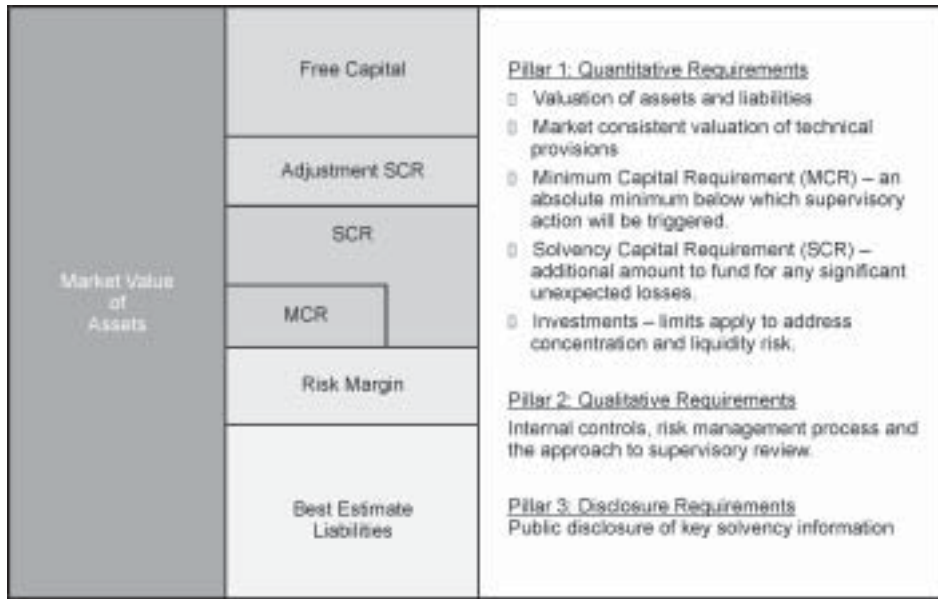 Market Value
of
Assets
Free Capital
Adjustment SCR
SCR
MCR
Risk Margin
Best Estimate
Liabilities
Pillar 1: Quantitative Requirements
▯ Valuation of assets and liabilities
▯ Market consistent valuation of technical
provisions
▯ Minimum Capital Requirement (MCR) – an
absolute minimum below which supervisory
action will be triggered.
▯ Solvency Capital Requirement (SCR) –
additional amount to fund for any significant
unexpected losses.
▯ Investments – limits apply to address
concentration and liquidity risk.
Pillar 2: Qualitative Requirements
Internal controls, risk management process and
the approach to supervisory review.
Pillar 3: Disclosure Requirements
Public disclosure of key solvency information